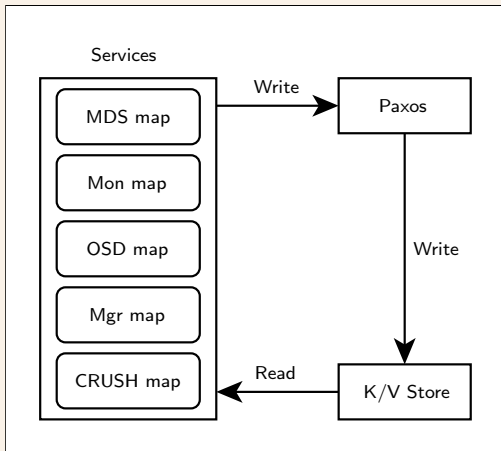 Services
MDS map
Mon map
OSD map
Mgr map
CRUSH map
Write
Paxos
Write
Read
K/V Store